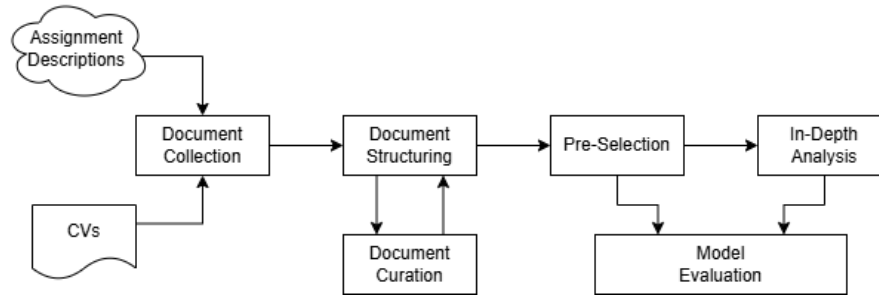 Assignment
Descriptions
Document
Collection
Document
Structuring
Pre-Selection
In-Depth
Analysis
CVs
Document
Curation
Model
Evaluation